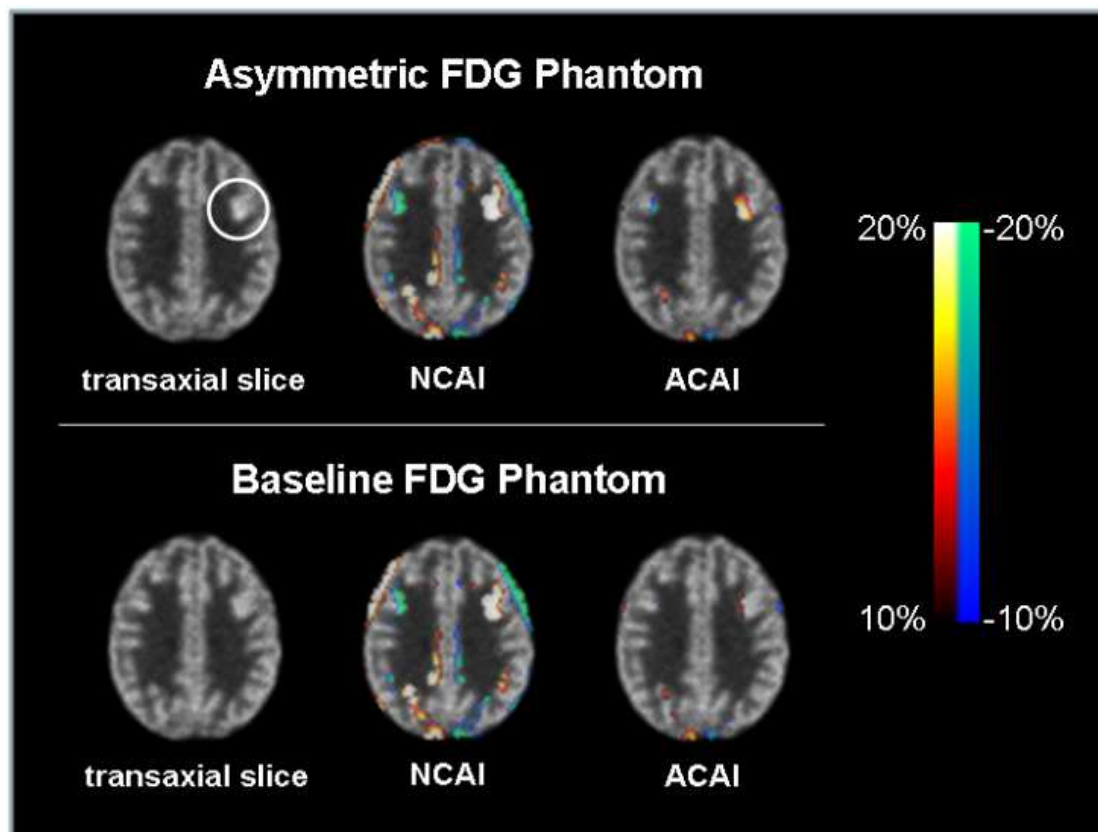 Asymmetric FDG Phantom
transaxial slice NCAI ACAI
20% -20%
10% -10%
Baseline FDG Phantom
transaxial slice NCAI ACAI